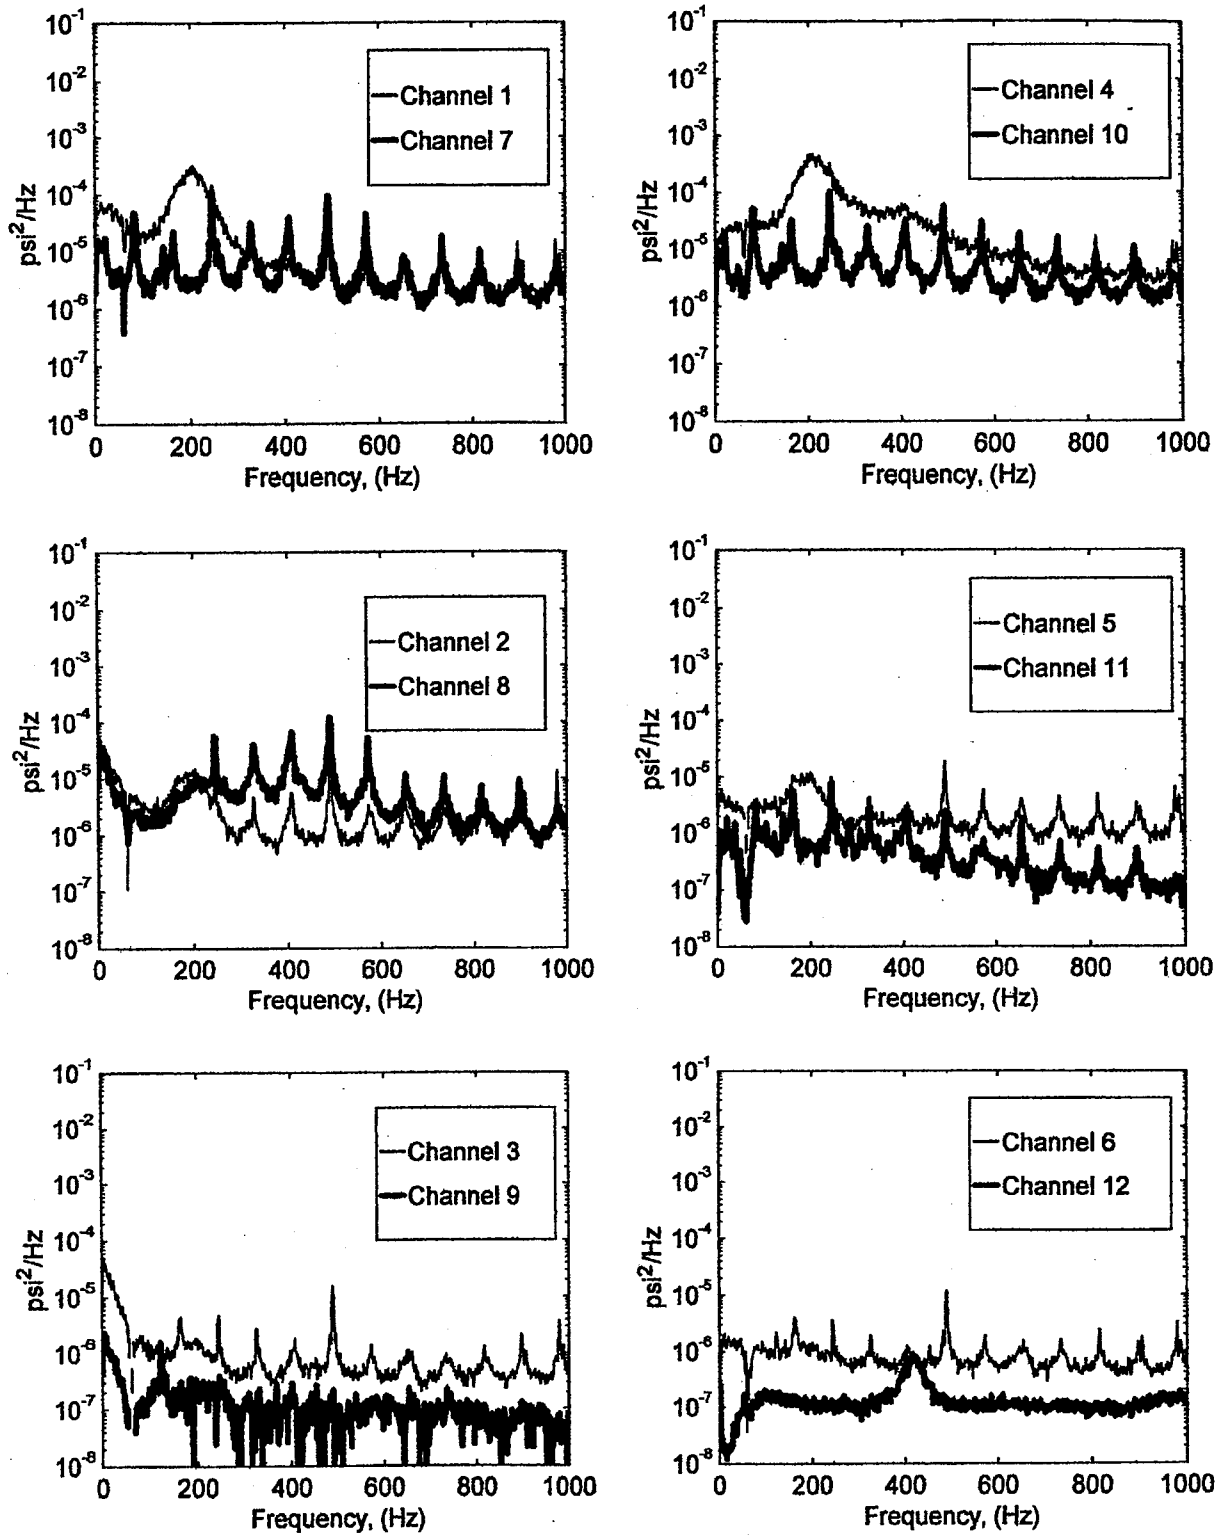 10-1
10-2
10-3
10-4
10-5
10-6
10-7
10-8
psi2/Hz
Channel 1
Channel 7
0 200 400 600 800 1000
Frequency, (Hz)
10-1
10-2
10-3
10-4
10-5
10-6
10-7
10-8
psi2/Hz
Channel 4
Channel 10
0 200 400 600 800 1000
Frequency, (Hz)
10-1
10-2
10-3
10-4
10-5
10-6
10-7
10-8
psi2/Hz
Channel 2
Channel 8
0 200 400 600 800 1000
Frequency, (Hz)
10-1
10-2
10-3
10-4
10-5
10-6
10-7
10-8
psi2/Hz
Channel 5
Channel 11
0 200 400 600 800 1000
Frequency, (Hz)
10-1
10-2
10-3
10-4
10-5
10-6
10-7
10-8
psi2/Hz
Channel 3
Channel 9
0 200 400 600 800 1000
Frequency, (Hz)
10-1
10-2
10-3
10-4
10-5
10-6
10-7
10-8
psi2/Hz
Channel 6
Channel 12
0 200 400 600 800 1000
Frequency, (Hz)